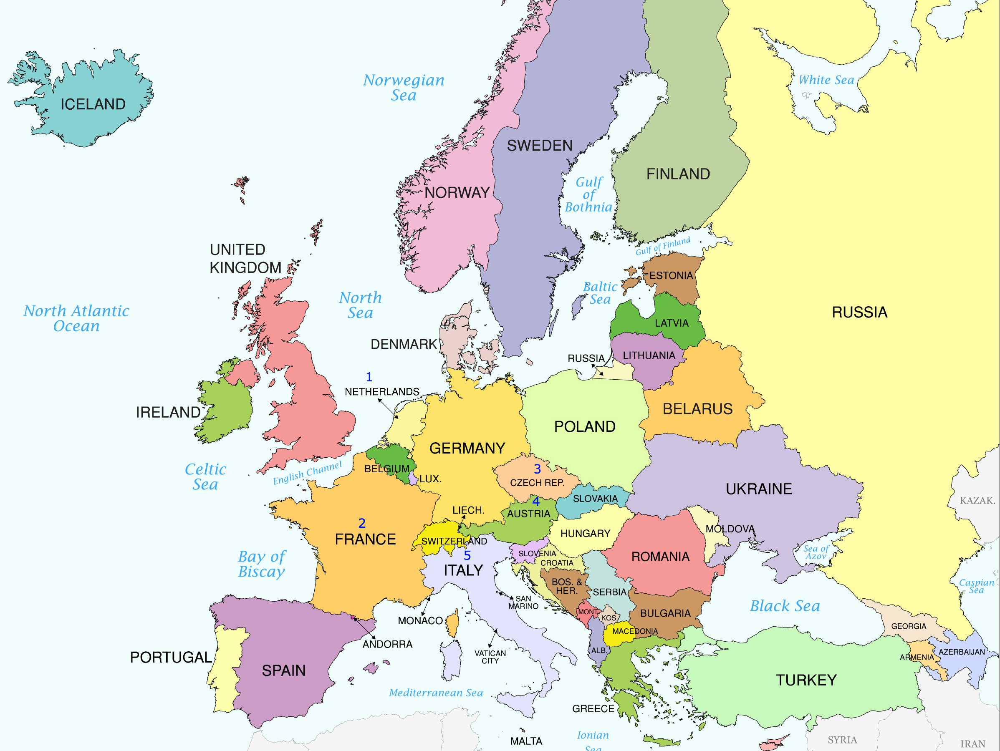 Norwegian
Sea
White Sea
ICELAND
SWEDEN
FINLAND
Gulf
of
Bothnia
NORWAY
Gulf of Finland
UNITED
KINGDOM
ESTONIA
Baltic
Sea
North
Sea
North Atlantic
Ocean
RUSSIA
LATVIA
DENMARK
LITHUANIA
RUSSIA
1
NETHERLANDS
IRELAND
BELARUS
POLAND
GERMANY
Celtic
Sea
English Channel
BELGIUM
LUX.
3
CZECH REP.
UKRAINE
SLOVAKIA
KAZAK.
4
AUSTRIA
LIECH.
2
FRANCE
MOLDOVA
HUNGARY
SWITZERLAND
5
ITALY
SLOVENIA
CROATIA
ROMANIA
Sea of
Azov
Bay of
Biscay
BOS. &
HER.
SERBIA
Caspian
Sea
SAN
MARINO
Black Sea
MONT.
KOS.
BULGARIA
MONACO
MACEDONIA
GEORGIA
ANDORRA
ALB.
VATICAN
CITY
ARMENIA
AZERBAIJAN
PORTUGAL
SPAIN
TURKEY
Mediterranean Sea
GREECE
MALTA
Ionian
Sea
SYRIA
IRAN